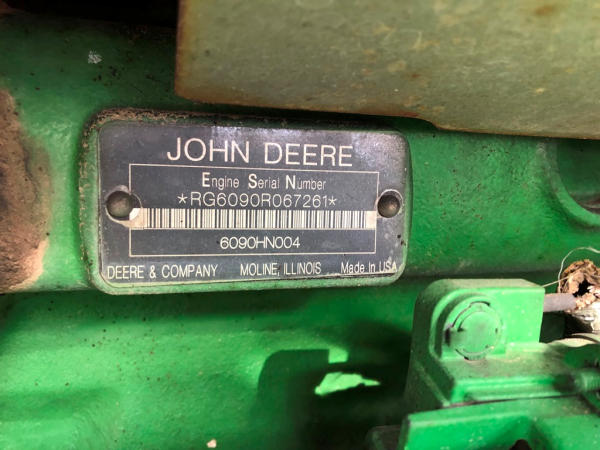 JOHN DEERE
Engine Serial Number
*RG6090R067261*
6090HN004
DEERE & COMPANY MOLINE, ILLINOIS Made In USA